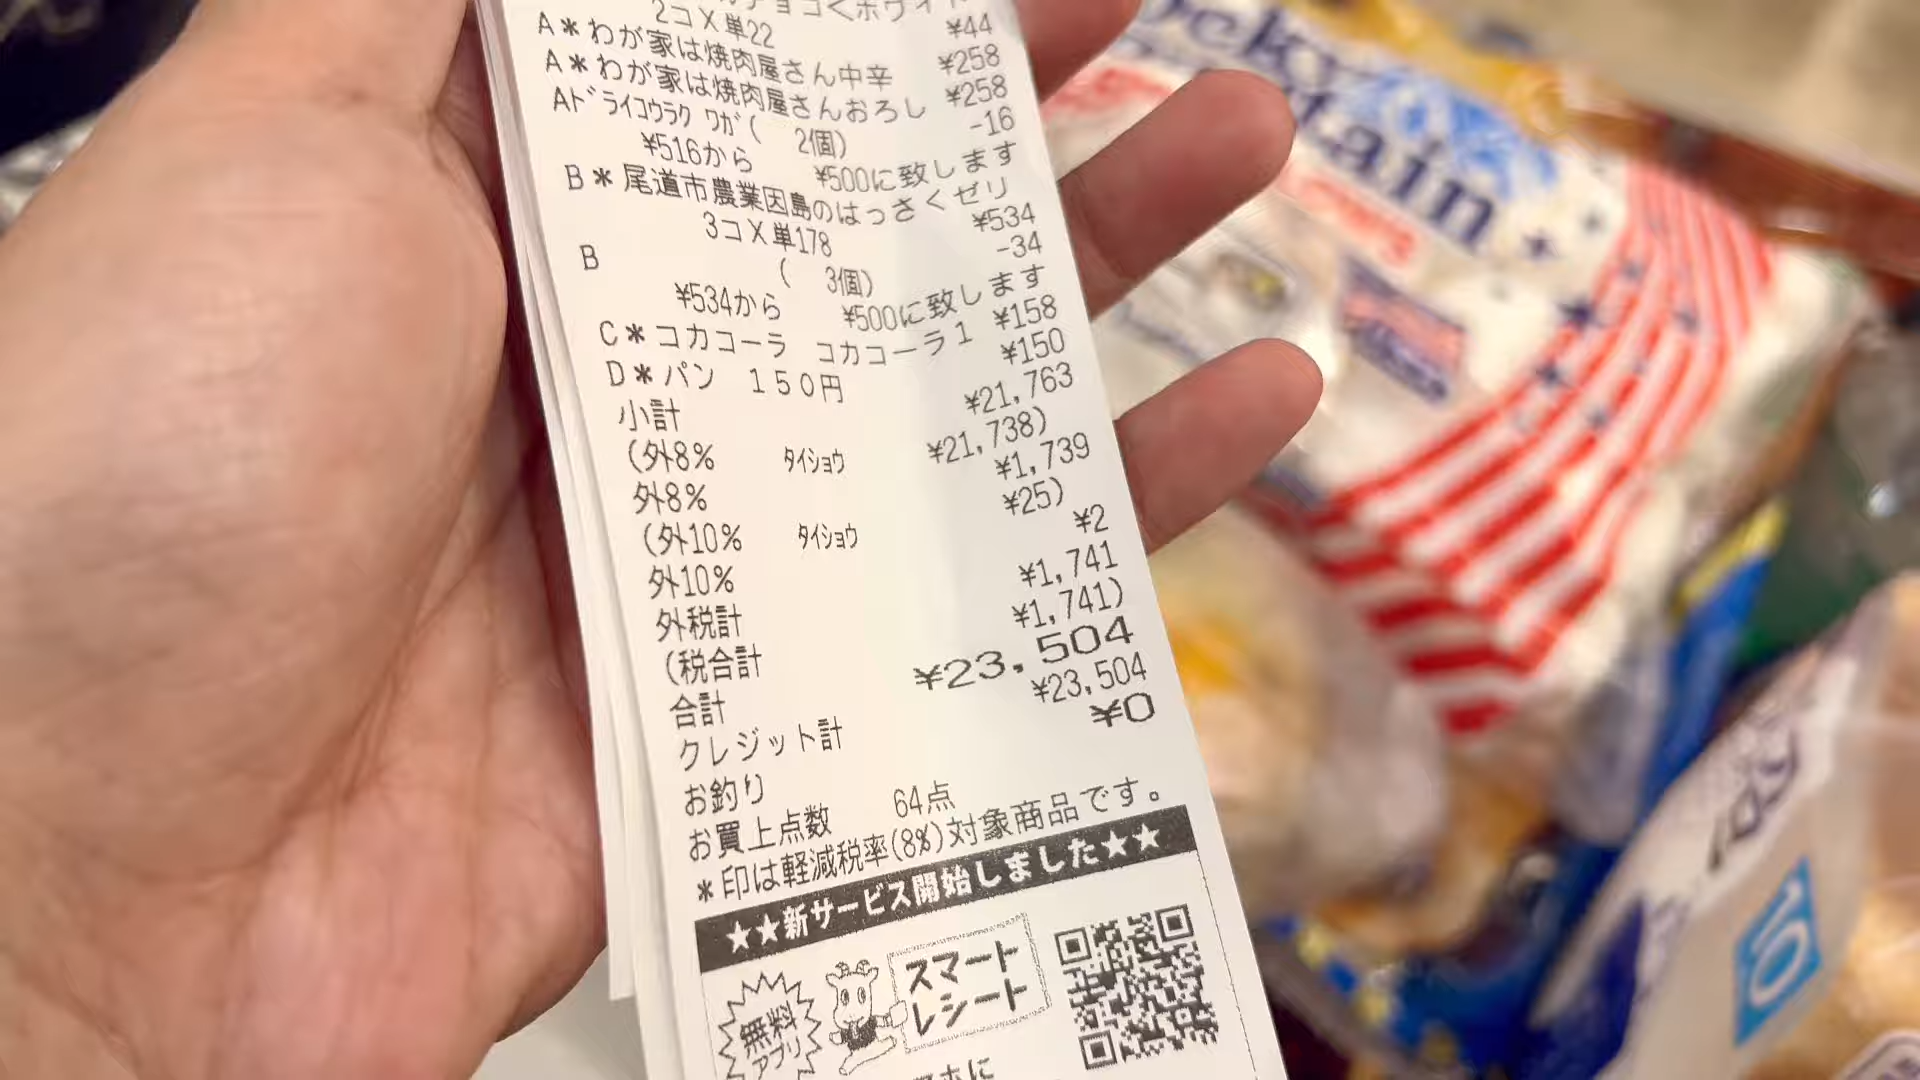 2コX単22 ¥44
A*わが家は焼肉屋さん中辛 ¥258
A*わが家は焼肉屋さんおろし ¥258
Aドライコウラク ワガ( 2個) -16
¥516から ¥500に致します
B*尾道市農業因島のはっさくゼリ
3コX単178 ¥534
B ( 3個) -34
¥534から ¥500に致します
C*コカコーラ コカコーラ1 ¥158
D*パン 150円 ¥150
小計 ¥21,763
(外8% タイショウ ¥21,738)
外8% ¥1,739
(外10% タイショウ ¥25)
外10% ¥2
外税計 ¥1,741
(税合計 ¥1,741)
合計 ¥23,504
クレジット計 ¥23,504
お釣り ¥0
お買上点数 64点
*印は軽減税率(8%)対象商品です。
★★新サービス開始しました★★
無料
アプリ
スマート
レシート
10